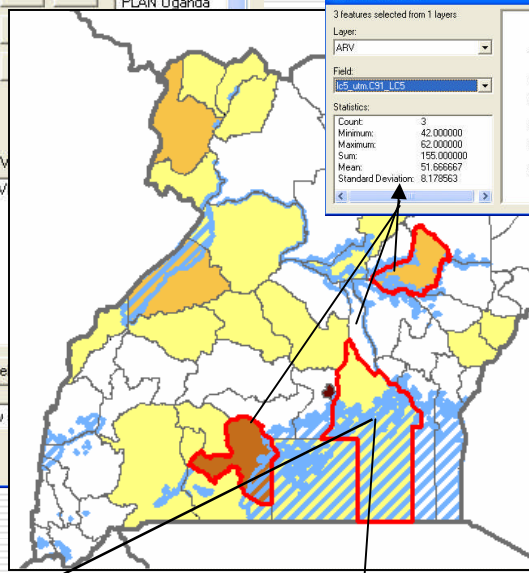 PLAN Uganda
3 features selected from 1 layers
Layer:
ARV
Field:
lc5_utm.C91_LC5
Statistics:
Count: 3
Minimum: 42.000000
Maximum: 62.000000
Sum: 155.000000
Mean: 51.666667
Standard Deviation: 8.178563